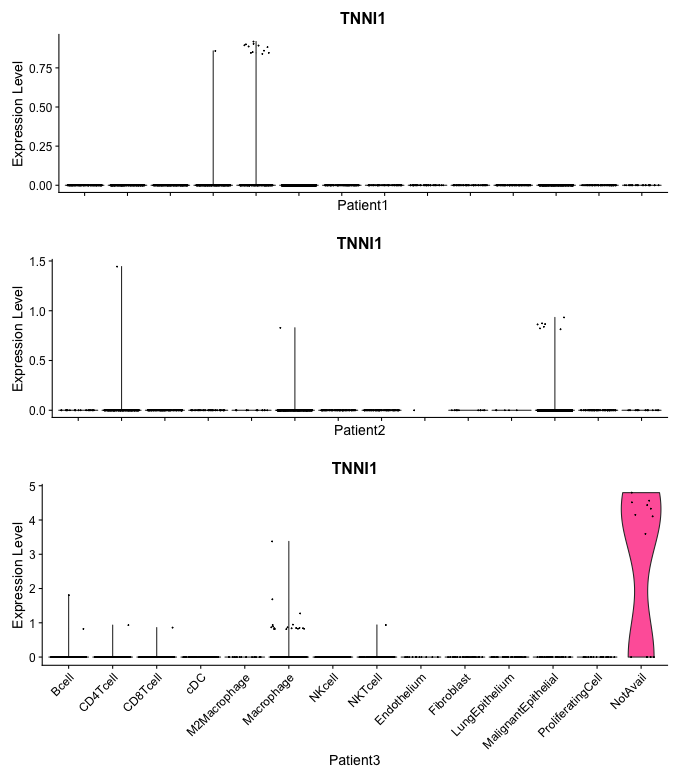 TNNI1
Expression Level
0.75
0.50
0.25
0.00
Patient1
TNNI1
Expression Level
1.5
1.0
0.5
0.0
Patient2
TNNI1
Expression Level
5
4
3
2
1
0
Bcell
CD4Tcell
CD8Tcell
cDC
M2Macrophage
Macrophage
NKcell
NKTcell
Endothelium
Fibroblast
LungEpithelium
MalignantEpithelial
ProliferatingCell
NotAvail
Patient3